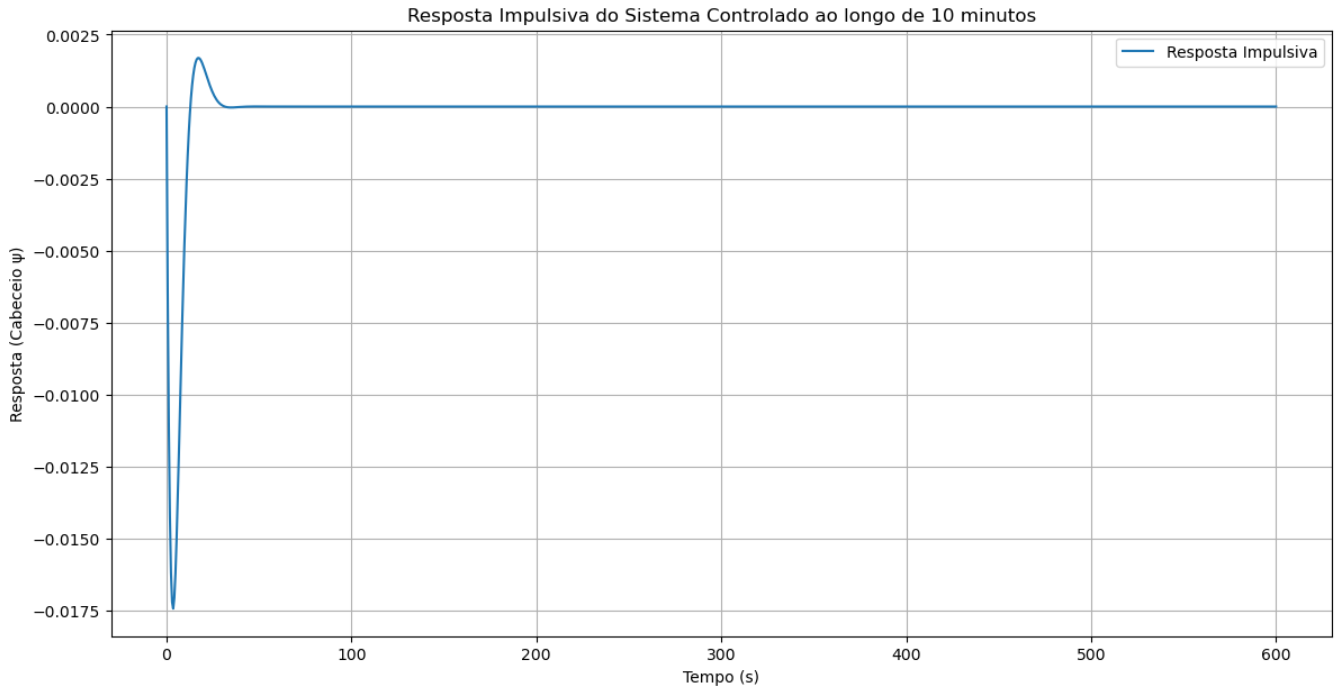 Resposta Impulsiva do Sistema Controlado ao longo de 10 minutos
Resposta Impulsiva
Resposta (Cabeceio ψ)
0.0025
0.0000
−0.0025
−0.0050
−0.0075
−0.0100
−0.0125
−0.0150
−0.0175
0 100 200 300 400 500 600
Tempo (s)